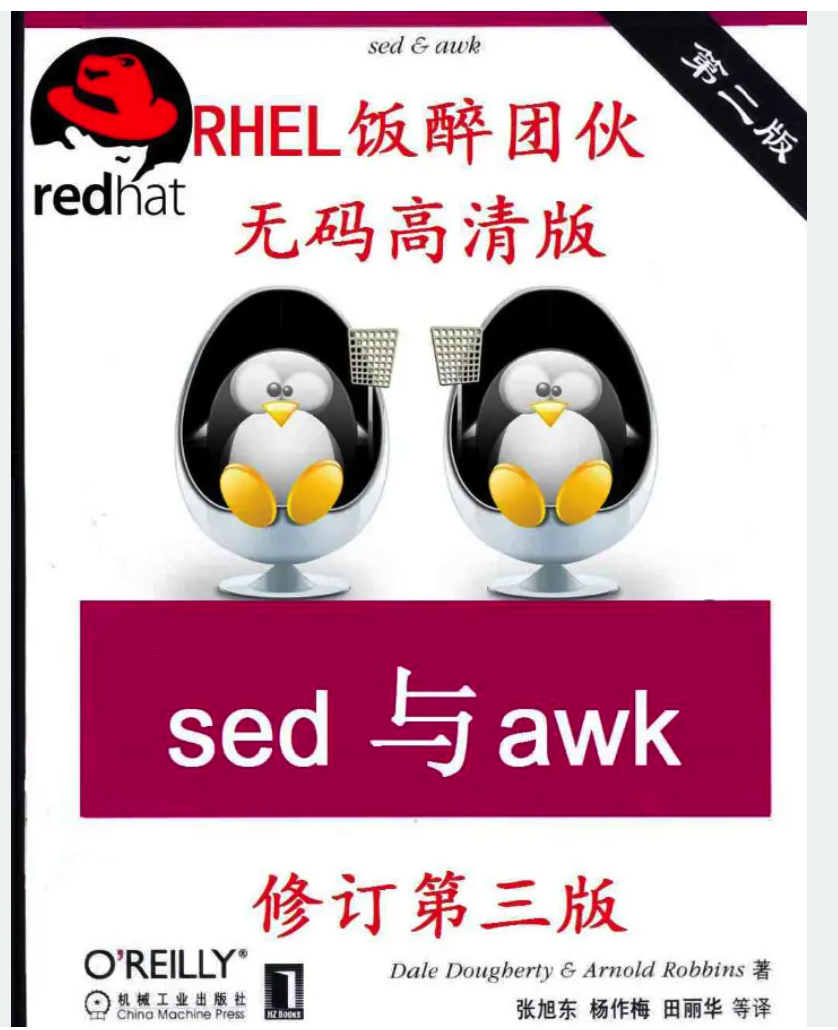 sed & awk
第二版
redhat
RHEL饭醉团伙
无码高清版
sed 与 awk
修订第三版
O'REILLY®
机械工业出版社
China Machine Press
HZ BOOKS
Dale Dougherty & Arnold Robbins 著
张旭东 杨作梅 田丽华 等译